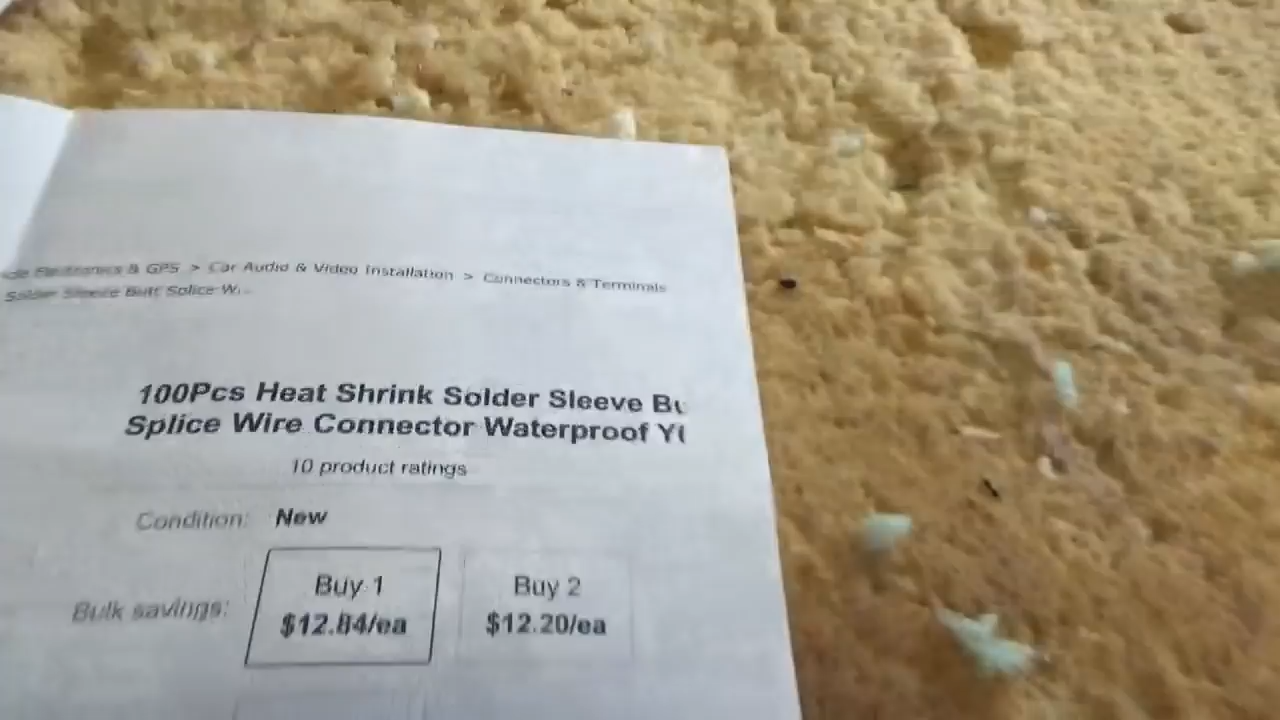 Electronics & GPS > Car Audio & Video Installation > Connectors & Terminals
Solder Sleeve Butt Splice W...
100Pcs Heat Shrink Solder Sleeve Bu
Splice Wire Connector Waterproof
10 product ratings
Condition: New
Buy 1 Buy 2
Bulk savings: $12.84/ea $12.20/ea